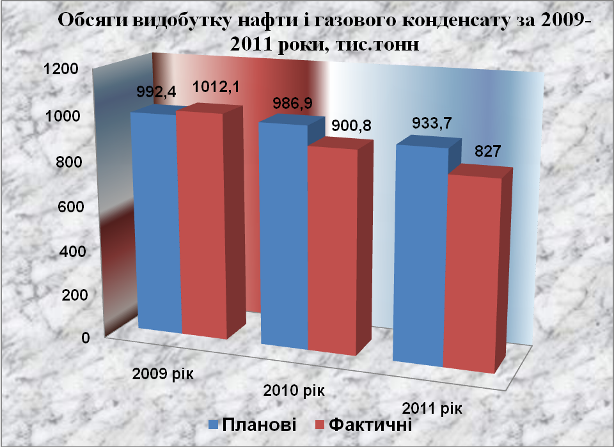 Обсяги видобутку нафти і газового конденсату за 2009-
2011 роки, тис.тонн
1200
1000
800
600
400
200
0
992,4
1012,1
986,9
900,8
933,7
827
2009 рік
2010 рік
2011 рік
Планові
Фактичні